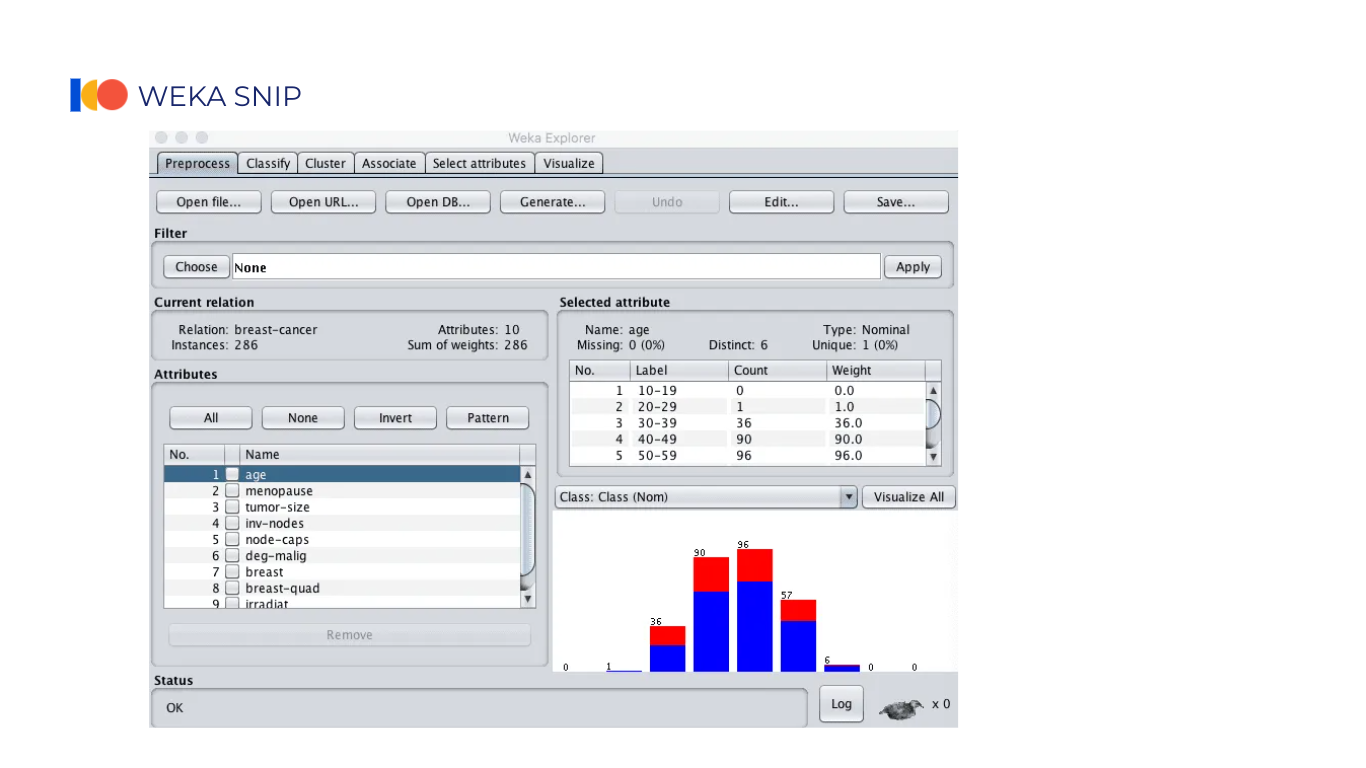 WEKA SNIP
Weka Explorer
Preprocess Classify Cluster Associate Select attributes Visualize
Open file... Open URL... Open DB... Generate... Undo Edit... Save...
Filter
Choose None Apply
Current relation
Relation: breast-cancer Attributes: 10
Instances: 286 Sum of weights: 286
Attributes
All None Invert Pattern
No. Name
1 age
2 menopause
3 tumor-size
4 inv-nodes
5 node-caps
6 deg-malig
7 breast
8 breast-quad
9 irradiat
Remove
Selected attribute
Name: age Type: Nominal
Missing: 0 (0%) Distinct: 6 Unique: 1 (0%)
No. Label Count Weight
1 10-19 0 0.0
2 20-29 1 1.0
3 30-39 36 36.0
4 40-49 90 90.0
5 50-59 96 96.0
Class: Class (Nom) Visualize All
0 1 36 90 96 57 6 0 0
Status
OK Log x 0